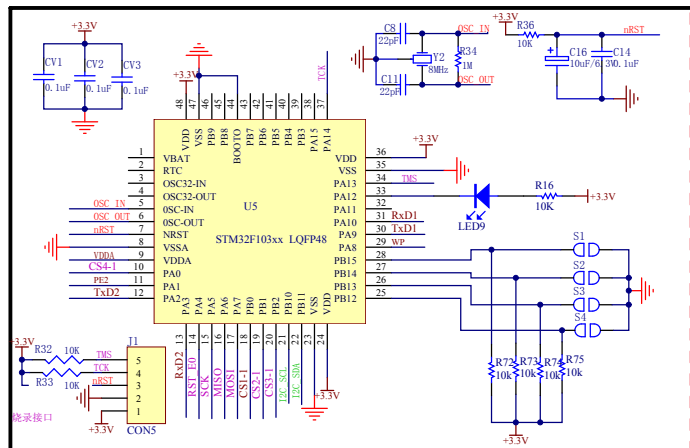 +3.3V
CV1
0.1uF
CV2
0.1uF
CV3
0.1uF
C8
22pF
OSC IN
Y2
8MHz
R34
1M
C11
22pF
OSC OUT
+3.3V
R36
10K
nRST
C16
10uF/6.3V
C14
0.1uF
+3.3V
TCK
48
47
46
45
44
43
42
41
40
39
38
37
VDD
VSS
PB9
PB8
BOOTO
PB7
PB6
PB5
PB4
PB3
PA15
PA14
U5
STM32F103xx LQFP48
1
VBAT
2
RTC
3
OSC32-IN
4
OSC32-OUT
OSC IN
5
0SC-IN
OSC OUT
6
0SC-OUT
nRST
7
NRST
8
VSSA
VDDA
9
VDDA
CS4-1
10
PA0
PE2
11
PA1
TxD2
12
PA2
VDD
36
+3.3V
VSS
35
PA13
34
TMS
PA12
33
PA11
32
PA10
31
RxD1
PA9
30
TxD1
PA8
29
WP
PB15
28
PB14
27
PB13
26
PB12
25
LED9
R16
10K
+3.3V
PA3
PA4
PA5
PA6
PA7
PB0
PB1
PB2
PB10
PB11
VSS
VDD
13
14
15
16
17
18
19
20
21
22
23
24
RxD2
RST_E0
SCK
MISO
MOSI
CS1-1
CS2-1
CS3-1
I2C_SCL
I2C_SDA
+3.3V
S1
S2
S3
S4
R72
10k
R73
10k
R74
10k
R75
10k
+3.3V
+3.3V
R32
10K
R33
10K
TMS
TCK
nRST
J1
5
4
3
2
1
CON5
+3.3V
烧录接口